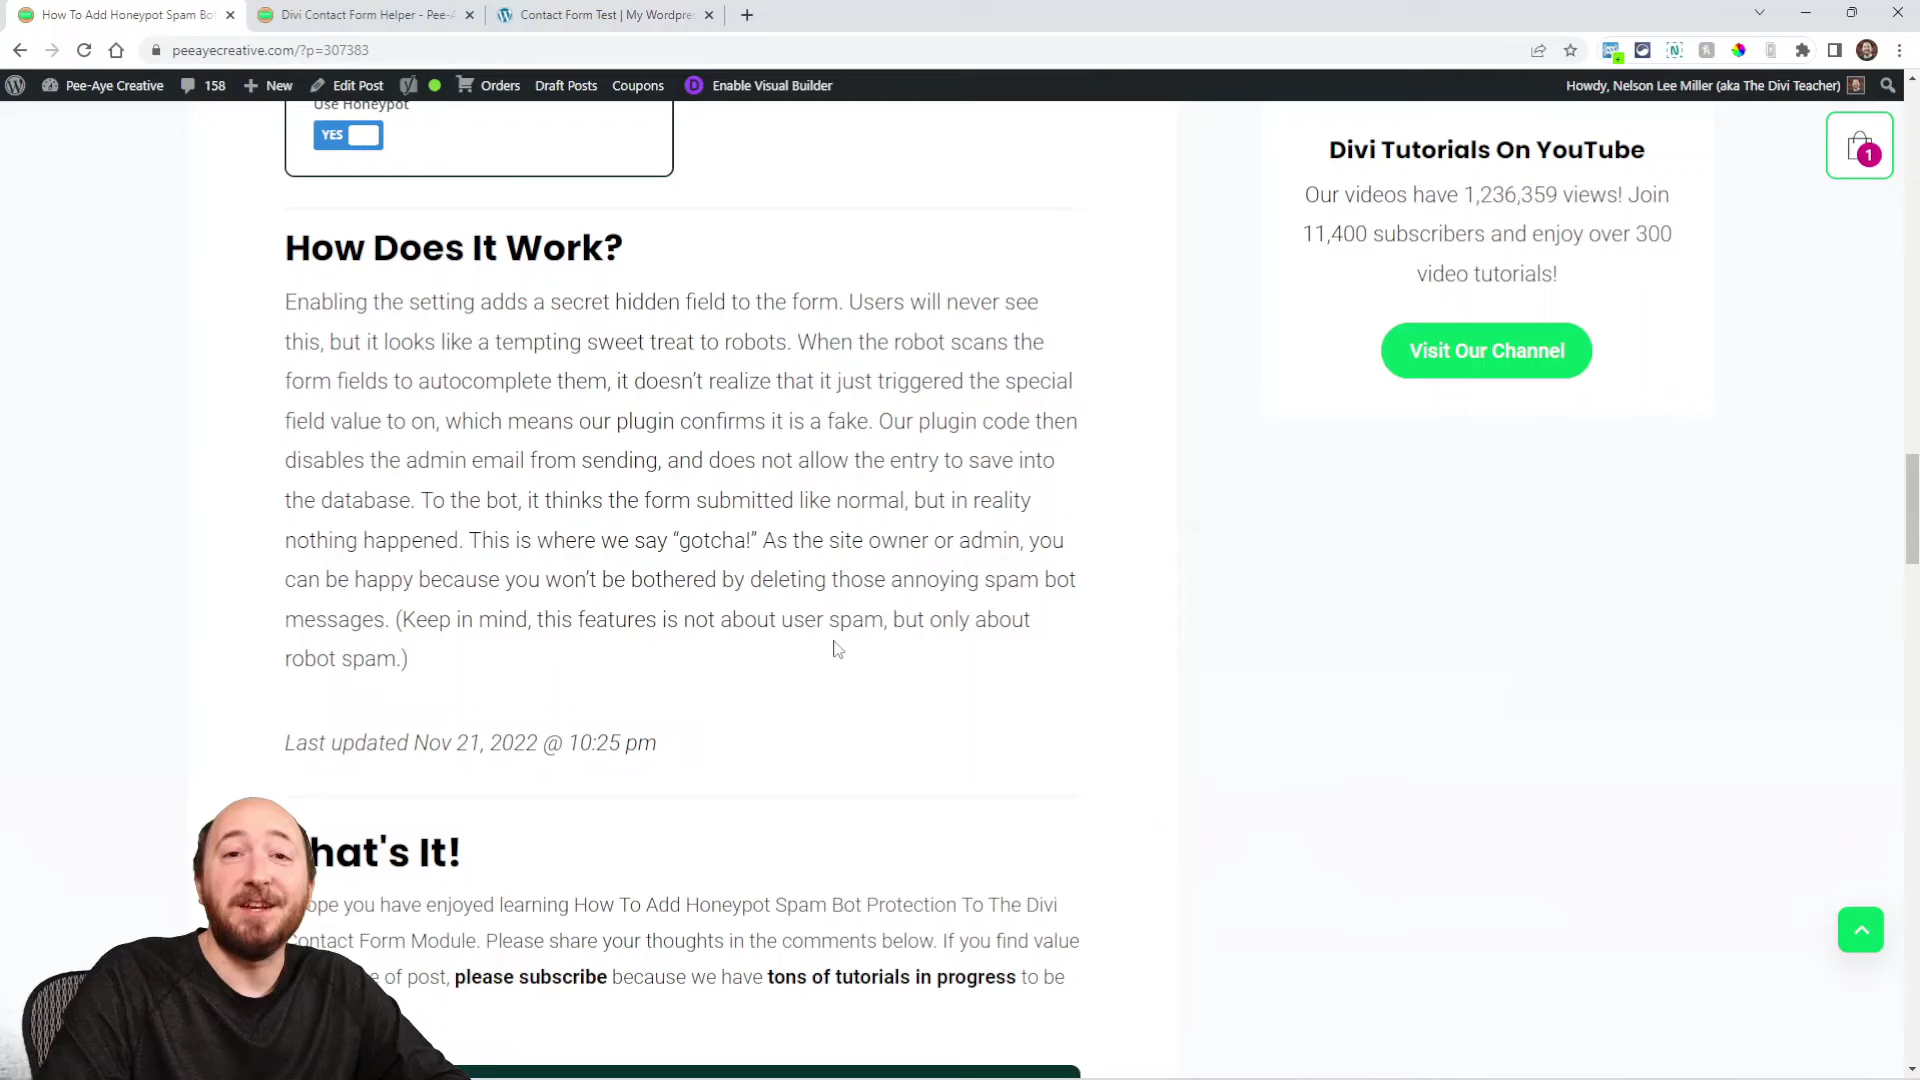 How To Add Honeypot Spam Bo
Divi Contact Form Helper - Pee-A
Contact Form Test | My Wordpre
peeayecreative.com/?p=307383
Pee-Aye Creative
158
New
Edit Post
Orders
Draft Posts
Coupons
D
Enable Visual Builder
Howdy, Nelson Lee Miller (aka The Divi Teacher)
Use Honeypot
YES
How Does It Work?
Enabling the setting adds a secret hidden field to the form. Users will never see
this, but it looks like a tempting sweet treat to robots. When the robot scans the
form fields to autocomplete them, it doesn’t realize that it just triggered the special
field value to on, which means our plugin confirms it is a fake. Our plugin code then
disables the admin email from sending, and does not allow the entry to save into
the database. To the bot, it thinks the form submitted like normal, but in reality
nothing happened. This is where we say “gotcha!” As the site owner or admin, you
can be happy because you won’t be bothered by deleting those annoying spam bot
messages. (Keep in mind, this features is not about user spam, but only about
robot spam.)
Last updated Nov 21, 2022 @ 10:25 pm
hat's It!
ope you have enjoyed learning How To Add Honeypot Spam Bot Protection To The Divi
Contact Form Module. Please share your thoughts in the comments below. If you find value
e of post, please subscribe because we have tons of tutorials in progress to be
Divi Tutorials On YouTube
Our videos have 1,236,359 views! Join
11,400 subscribers and enjoy over 300
video tutorials!
Visit Our Channel
1